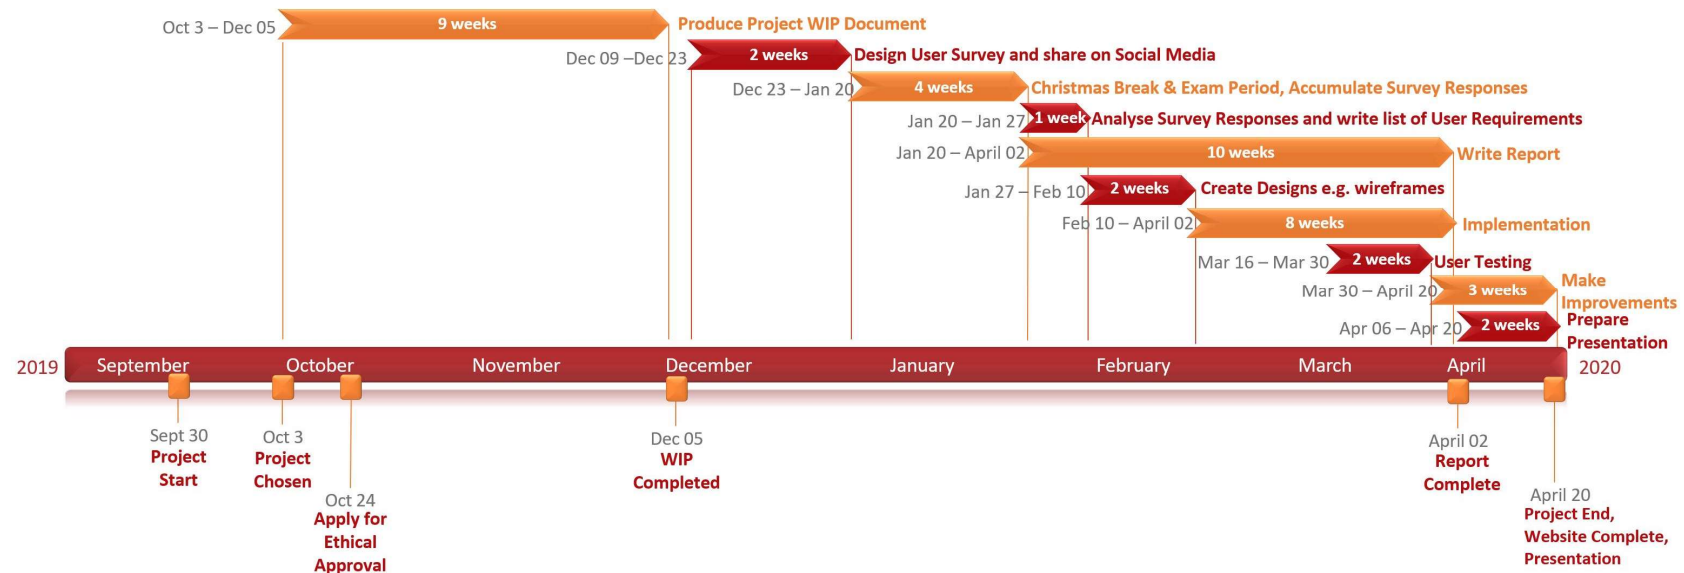 Oct 3 – Dec 05
9 weeks
Produce Project WIP Document
Dec 09 –Dec 23
2 weeks
Design User Survey and share on Social Media
Dec 23 – Jan 20
4 weeks
Christmas Break & Exam Period, Accumulate Survey Responses
Jan 20 – Jan 27
1 week
Analyse Survey Responses and write list of User Requirements
Jan 20 – April 02
10 weeks
Write Report
Jan 27 – Feb 10
2 weeks
Create Designs e.g. wireframes
Feb 10 – April 02
8 weeks
Implementation
Mar 16 – Mar 30
2 weeks
User Testing
Mar 30 – April 20
3 weeks
Make
Improvements
Apr 06 – Apr 20
2 weeks
Prepare
Presentation
2019
September
October
November
December
January
February
March
April
2020
Sept 30
Project
Start
Oct 3
Project
Chosen
Oct 24
Apply for
Ethical
Approval
Dec 05
WIP
Completed
April 02
Report
Complete
April 20
Project End,
Website Complete,
Presentation